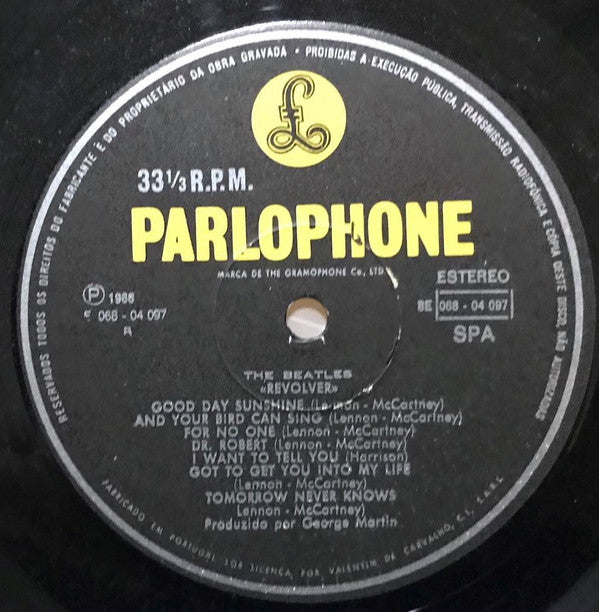 RESERVADOS TODOS OS DIREITOS DO FABRICANTE E DO PROPRIETÁRIO DA OBRA GRAVADA • PROIBIDAS A EXECUÇÃO PÚBLICA, TRANSMISSÃO RADIOFÓNICA E CÓPIA DESTE DISCO, NÃO AUTORIZADAS
£
33⅓ R.P.M.
PARLOPHONE
MARCA DE THE GRAMOPHONE Co., LTD
ESTEREO
Ⓟ 1966
8E 068 - 04 097
068 - 04 097
SPA
THE BEATLES
«REVOLVER»
GOOD DAY SUNSHINE (Lennon - McCartney)
AND YOUR BIRD CAN SING (Lennon - McCartney)
FOR NO ONE (Lennon - McCartney)
DR. ROBERT (Lennon - McCartney)
I WANT TO TELL YOU (Harrison)
GOT TO GET YOU INTO MY LIFE
(Lennon - McCartney)
TOMORROW NEVER KNOWS
Lennon - McCartney)
Produzido por George Martin
FABRICADO EM PORTUGAL SOB LICENÇA, POR VALENTIM DE CARVALHO, C.I., S.A.R.L.